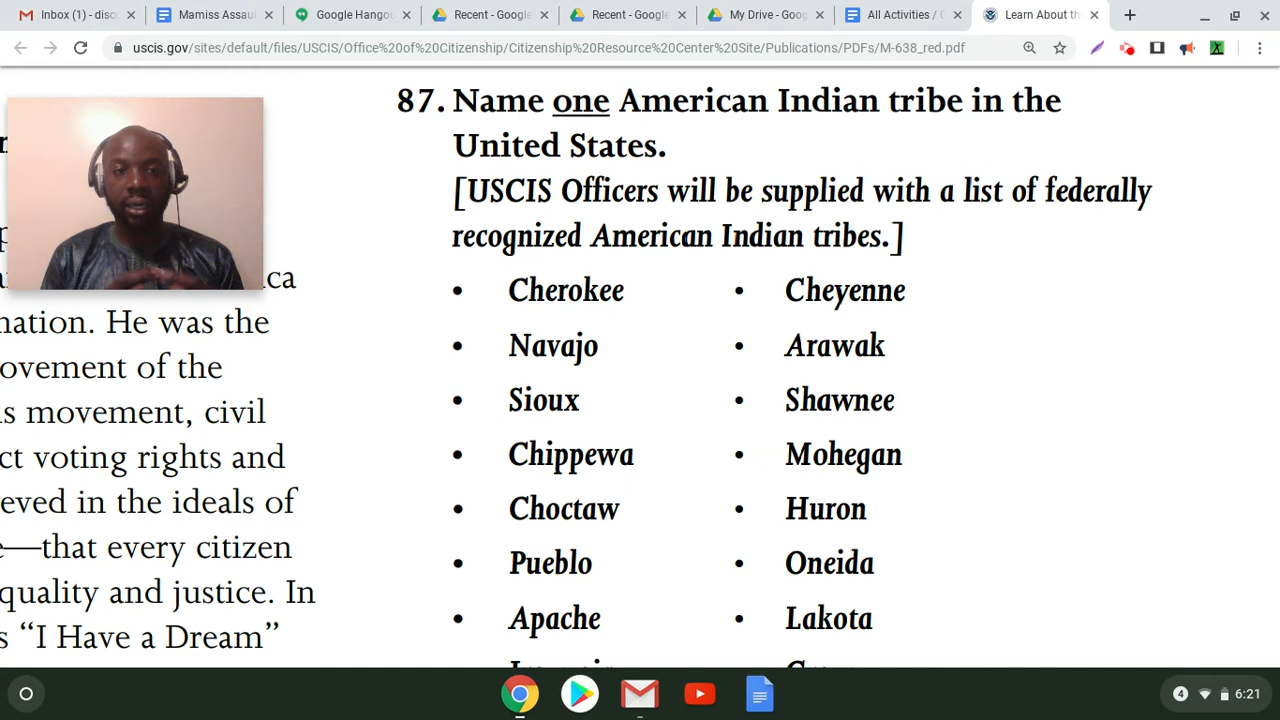 Inbox (1) - disc
Mamiss Assau
Google Hangou
Recent - Google
Recent - Google
My Drive - Goog
All Activities / C
Learn About th
uscis.gov/sites/default/files/USCIS/Office%20of%20Citizenship/Citizenship%20Resource%20Center%20Site/Publications/PDFs/M-638_red.pdf
ca
nation. He was the
ovement of the
is movement, civil
ct voting rights and
ieved in the ideals of
e—that every citizen
quality and justice. In
s “I Have a Dream”
87. Name one American Indian tribe in the
United States.
[USCIS Officers will be supplied with a list of federally
recognized American Indian tribes.]
• Cherokee
• Navajo
• Sioux
• Chippewa
• Choctaw
• Pueblo
• Apache
• Cheyenne
• Arawak
• Shawnee
• Mohegan
• Huron
• Oneida
• Lakota
4
6:21